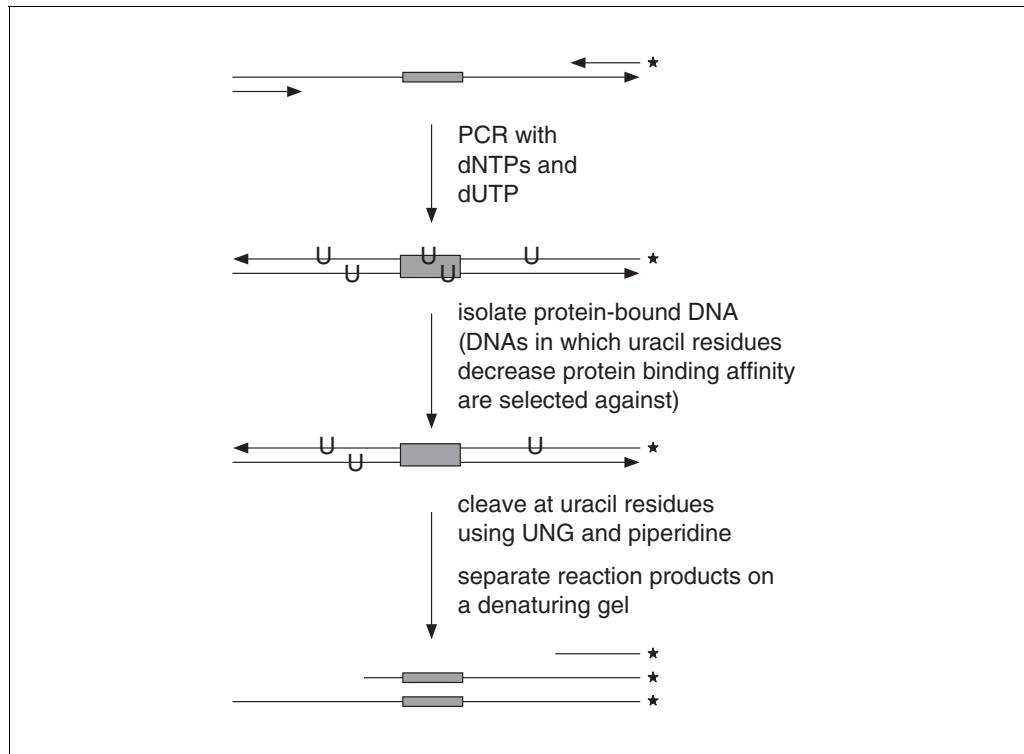 PCR with
dNTPs and
dUTP
U U U
U U
isolate protein-bound DNA
(DNAs in which uracil residues
decrease protein binding affinity
are selected against)
U U
U
cleave at uracil residues
using UNG and piperidine
separate reaction products on
a denaturing gel